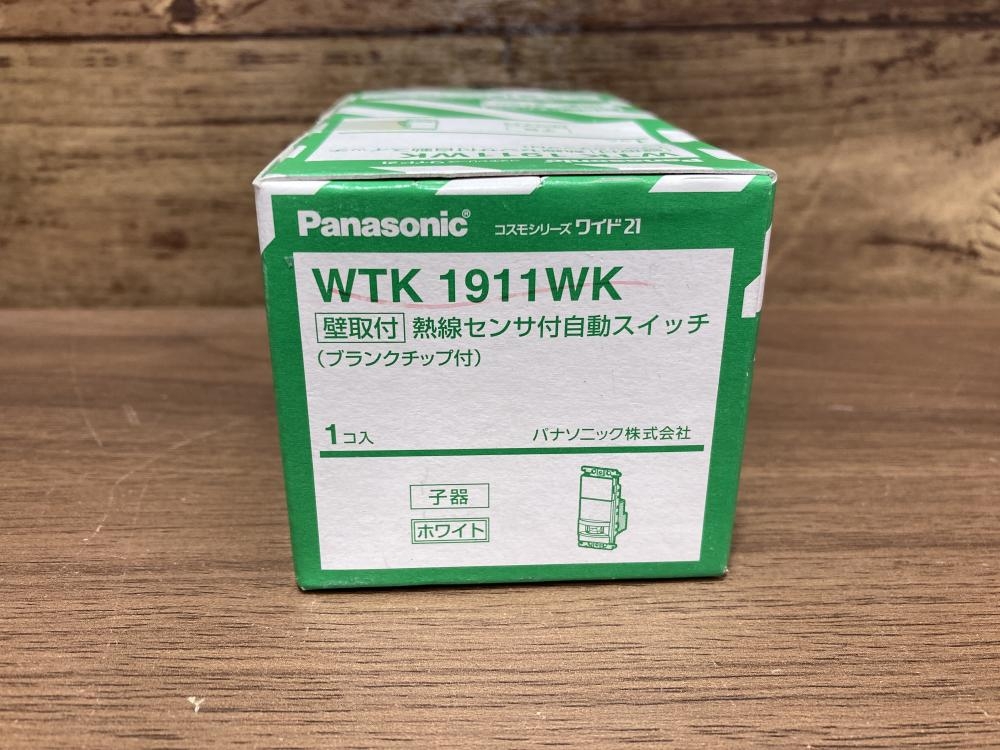 Panasonic® コスモシリーズ ワイド21
WTK 1911WK
壁取付 熱線センサ付自動スイッチ
(ブランクチップ付)
1コ入 パナソニック株式会社
子器
ホワイト